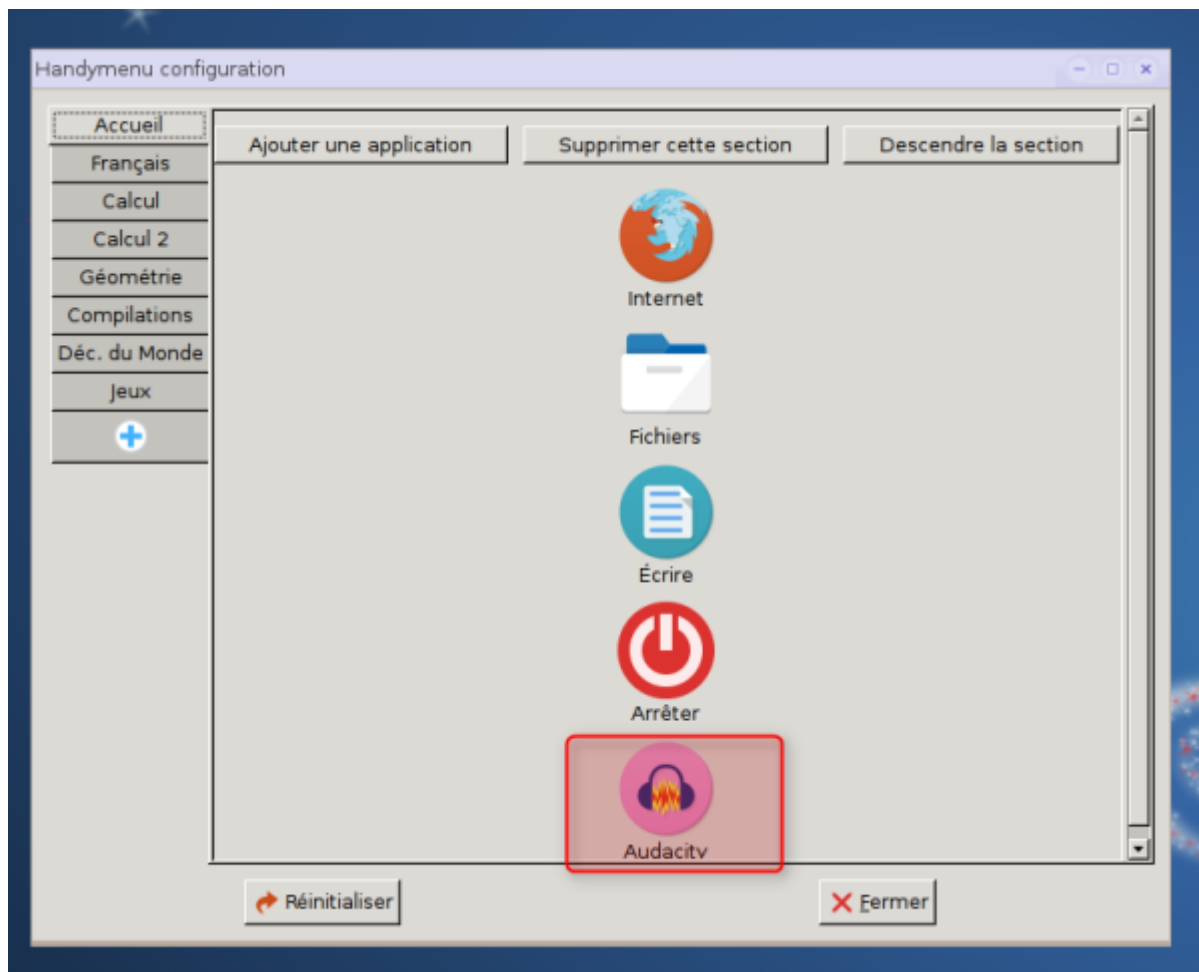 Handymenu configuration
Accueil
Français
Calcul
Calcul 2
Géométrie
Compilations
Déc. du Monde
Jeux
Ajouter une application
Supprimer cette section
Descendre la section
Internet
Fichiers
Écrire
Arrêter
Audacity
Réinitialiser
Fermer